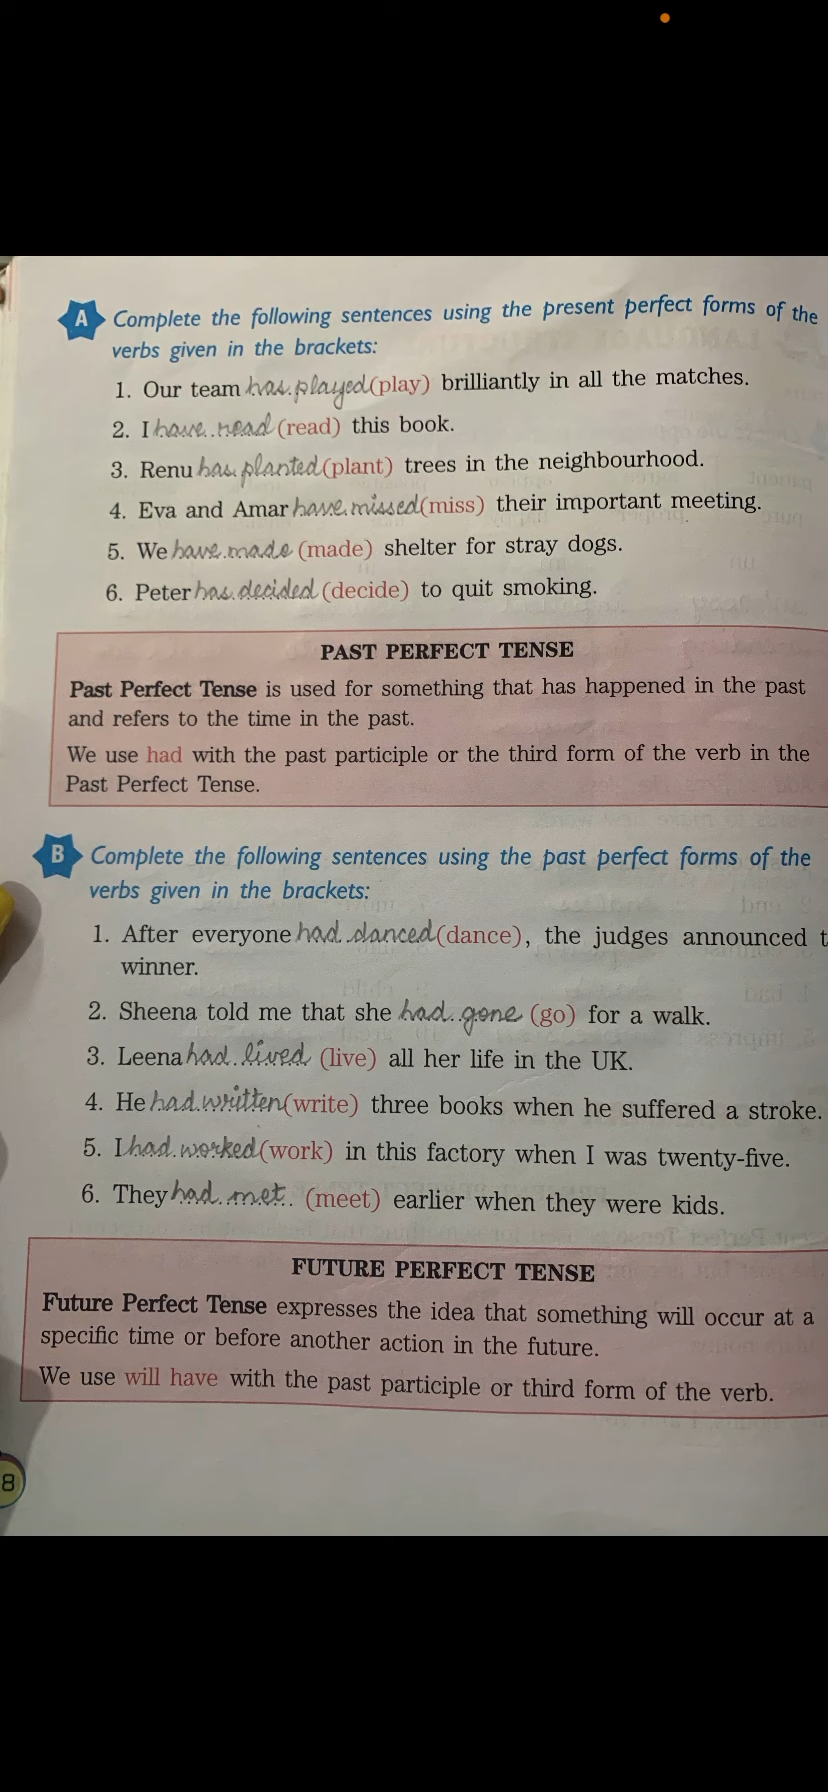 A Complete the following sentences using the present perfect forms of the
verbs given in the brackets:
1. Our team has played (play) brilliantly in all the matches.
2. I have read (read) this book.
3. Renu has planted (plant) trees in the neighbourhood.
4. Eva and Amar have missed (miss) their important meeting.
5. We have made (made) shelter for stray dogs.
6. Peter has decided (decide) to quit smoking.
PAST PERFECT TENSE
Past Perfect Tense is used for something that has happened in the past
and refers to the time in the past.
We use had with the past participle or the third form of the verb in the
Past Perfect Tense.
B Complete the following sentences using the past perfect forms of the
verbs given in the brackets:
1. After everyone had danced (dance), the judges announced t
winner.
2. Sheena told me that she had gone (go) for a walk.
3. Leena had lived (live) all her life in the UK.
4. He had written (write) three books when he suffered a stroke.
5. I had worked (work) in this factory when I was twenty-five.
6. They had met (meet) earlier when they were kids.
FUTURE PERFECT TENSE
Future Perfect Tense expresses the idea that something will occur at a
specific time or before another action in the future.
We use will have with the past participle or third form of the verb.
8